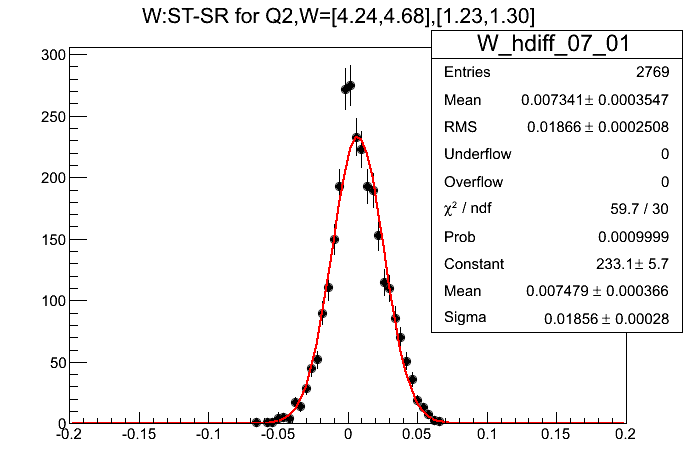 W:ST-SR for Q2,W=[4.24,4.68],[1.23,1.30]
W_hdiff_07_01
Entries 2769
Mean 0.007341± 0.0003547
RMS 0.01866 ± 0.0002508
Underflow 0
Overflow 0
χ² / ndf 59.7 / 30
Prob 0.0009999
Constant 233.1± 5.7
Mean 0.007479 ± 0.000366
Sigma 0.01856 ± 0.00028
300
250
200
150
100
50
0
-0.2 -0.15 -0.1 -0.05 0 0.05 0.1 0.15 0.2